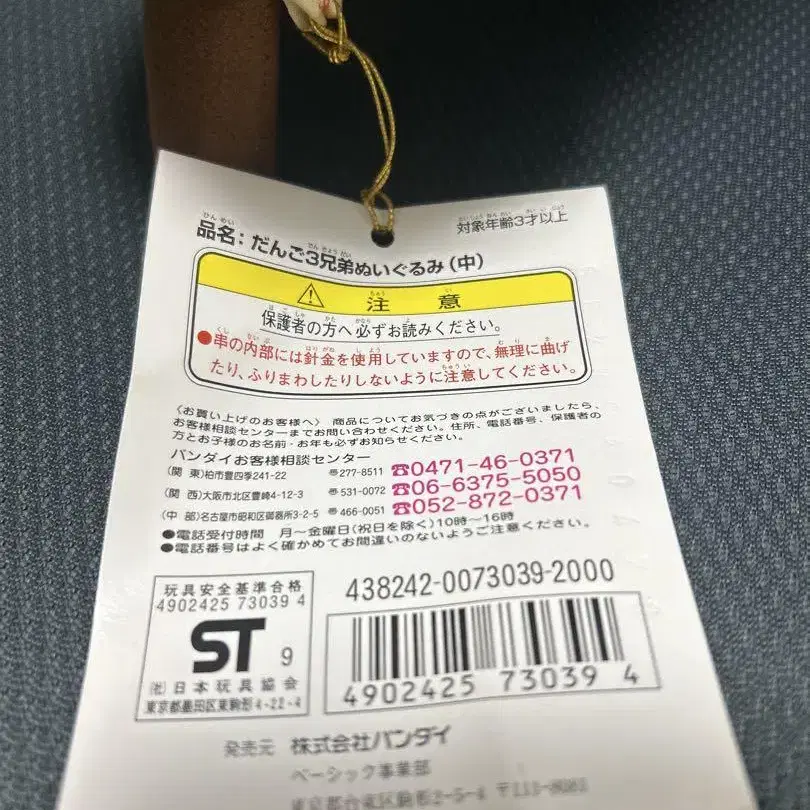 対象年齢3才以上
品名：だんご3兄弟ぬいぐるみ（中）
注 意
保護者の方へ必ずお読みください。
●串の内部には針金を使用していますので、無理に曲げ
たり、ふりまわしたりしないように注意してください。
〈お買い上げのお客様へ〉 商品についてお気づきの点がございましたら、
お客様相談センターまでお問い合わせください。住所、電話番号、保護者の
方とお子様のお名前・お年も必ずお知らせください。
バンダイお客様相談センター
（関 東）柏市豊四季241-22 〠277-8511 ☎0471-46-0371
（関 西）大阪市北区豊崎4-12-3 〠531-0072 ☎06-6375-5050
（中 部）名古屋市昭和区御器所3-2-5 〠466-0051 ☎052-872-0371
●電話受付時間 月〜金曜日（祝日を除く）10時〜16時
●電話番号はよく確かめてお間違いのないようご注意ください。
玩具安全基準合格
4902425 73039 4
ST 9
㈳日本玩具協会
東京都墨田区東駒形4-22-4
438242-0073039-2000
4902425 73039 4
発売元 株式会社バンダイ
ベーシック事業部
東京都台東区駒形2-5-4 〒111-8081